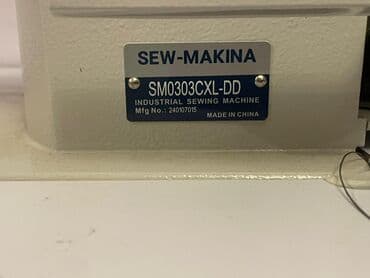 SEW-MAKINA
SM0303CXL-DD
INDUSTRIAL SEWING MACHINE
Mfg No.: 240107015
MADE IN CHINA